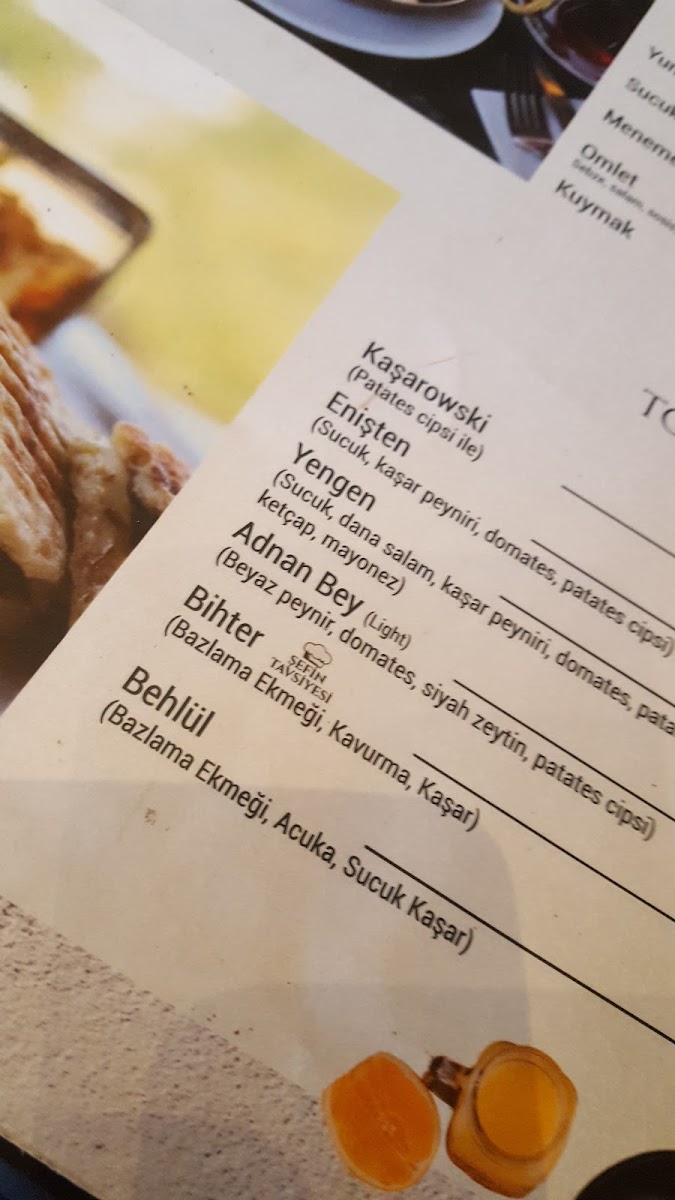 Sucuk
Omlet
Kuymak
Kaşarowski
(Patates cipsi ile)
Enişten
(Sucuk, kaşar peyniri, domates, patates cipsi)
Yengen
(Sucuk, dana salam, kaşar peyniri, domates,
ketçap, mayonez)
Adnan Bey (Light)
(Beyaz peynir, domates, siyah zeytin, patates cipsi)
Bihter ŞEFİN
TAVSİYESİ
(Bazlama Ekmeği, Kavurma, Kaşar)
Behlül
(Bazlama Ekmeği, Acuka, Sucuk Kaşar)